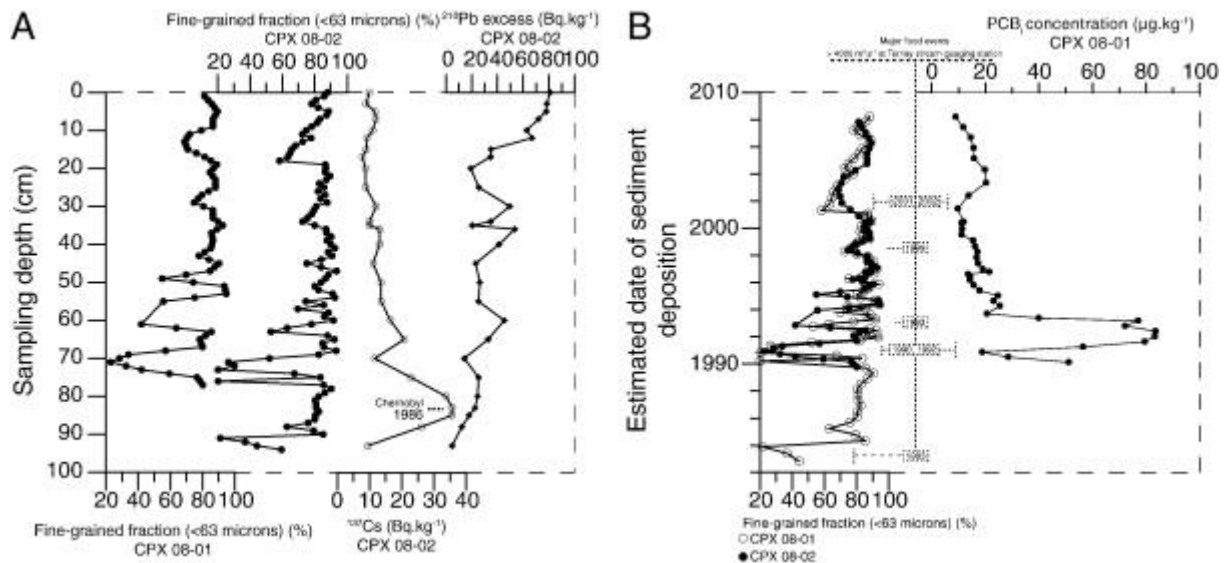 A
Fine-grained fraction (<63 microns) (%)
CPX 08-02
²¹⁰Pb excess (Bq.kg⁻¹)
CPX 08-02
20 40 60 80 100
0 20 40 60 80 100
Sampling depth (cm)
0
10
20
30
40
50
60
70
80
90
100
Chernobyl
1986
20 40 60 80 100
0 10 20 30 40
Fine-grained fraction (<63 microns) (%)
CPX 08-01
¹³⁷Cs (Bq.kg⁻¹)
CPX 08-02
B
PCBᵢ concentration (µg.kg⁻¹)
CPX 08-01
Major flood events
at Ternay stream-gauging station
0 20 40 60 80 100
Estimated date of sediment
deposition
2010
2000
1990
20 40 60 80 100
Fine-grained fraction (<63 microns) (%)
○ CPX 08-01
● CPX 08-02